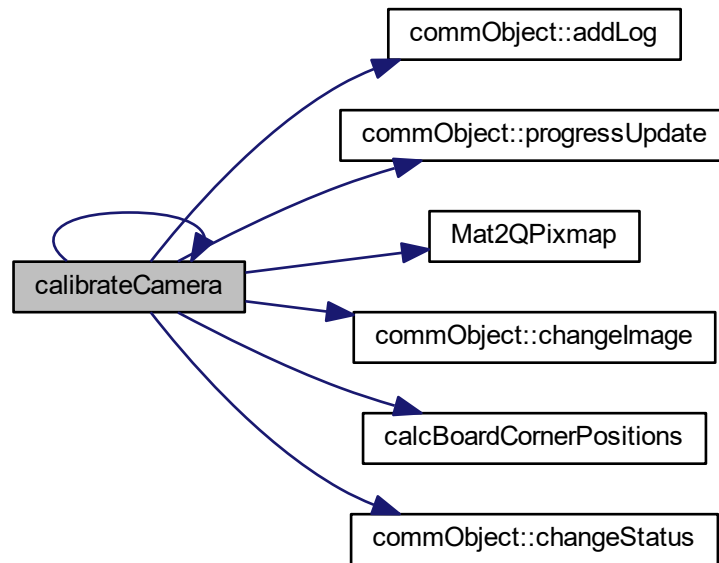 commObject::addLog
commObject::progressUpdate
Mat2QPixmap
calibrateCamera
commObject::changeImage
calcBoardCornerPositions
commObject::changeStatus